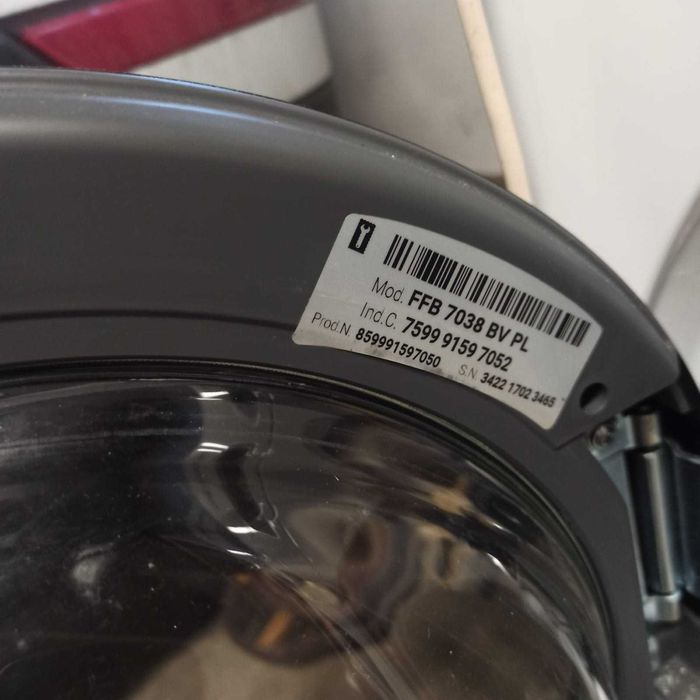 Mod. FFB 7038 BV PL
Ind.C. 7599 9159 7052
Prod.N. 859991597050 S.N. 3422 1702 3465